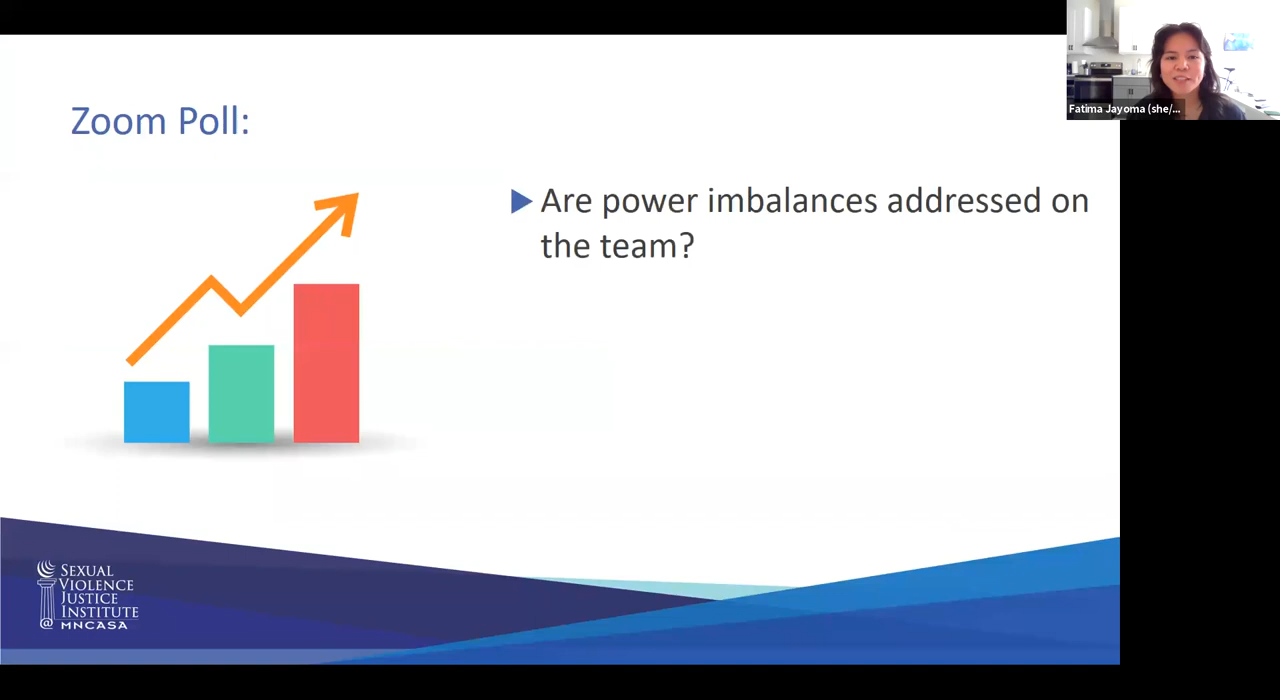 Fatima Jayoma (she/...
Zoom Poll:
Are power imbalances addressed on
the team?
SEXUAL
VIOLENCE
JUSTICE
INSTITUTE
@ MNCASA